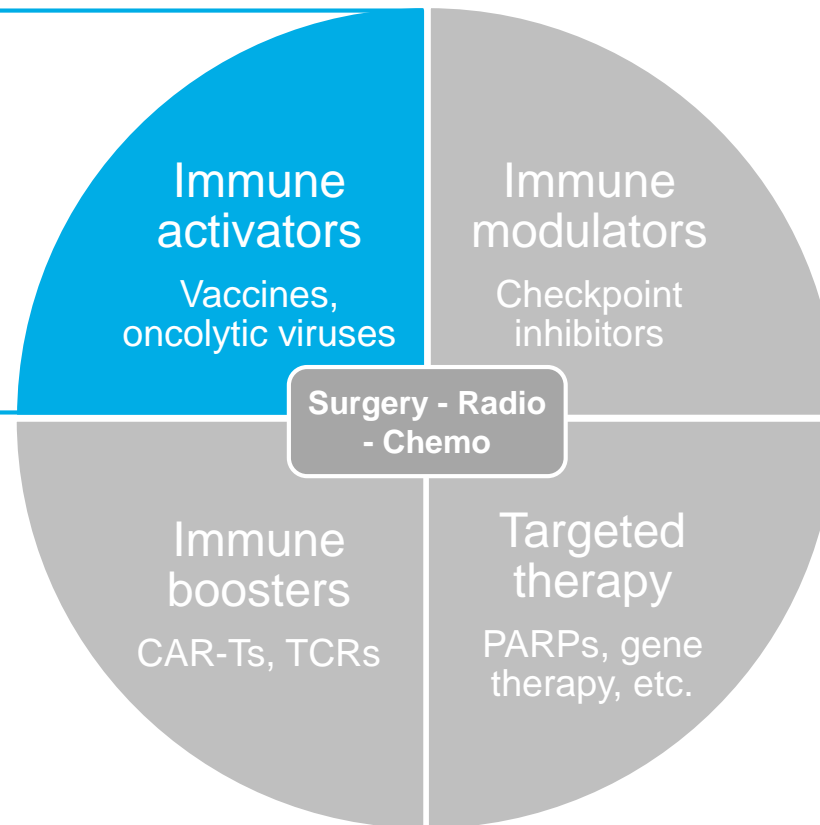 Immune
activators
Vaccines,
oncolytic viruses
Immune
modulators
Checkpoint
inhibitors
Surgery - Radio
- Chemo
Immune
boosters
CAR-Ts, TCRs
Targeted
therapy
PARPs, gene
therapy, etc.